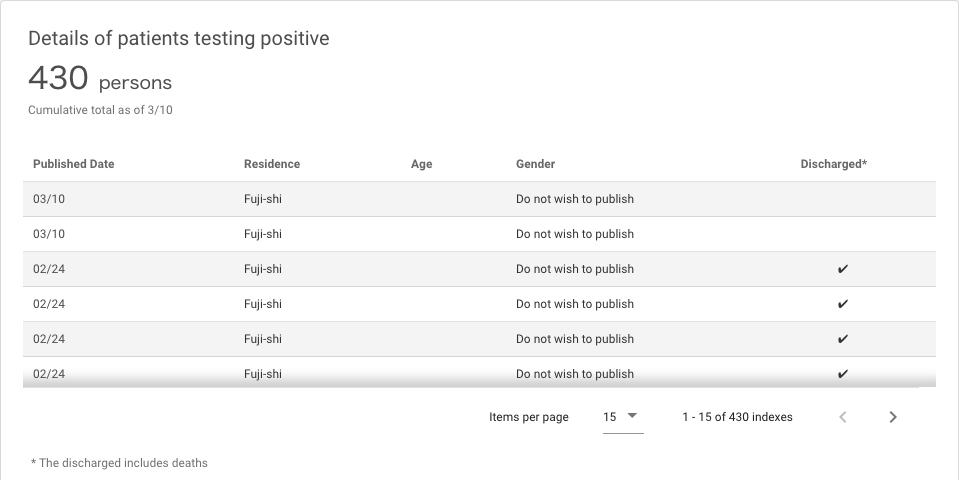 Details of patients testing positive
430 persons
Cumulative total as of 3/10
Published Date Residence Age Gender Discharged*
03/10 Fuji-shi Do not wish to publish
03/10 Fuji-shi Do not wish to publish
02/24 Fuji-shi Do not wish to publish ✔
02/24 Fuji-shi Do not wish to publish ✔
02/24 Fuji-shi Do not wish to publish ✔
02/24 Fuji-shi Do not wish to publish ✔
Items per page 15 1 - 15 of 430 indexes
* The discharged includes deaths